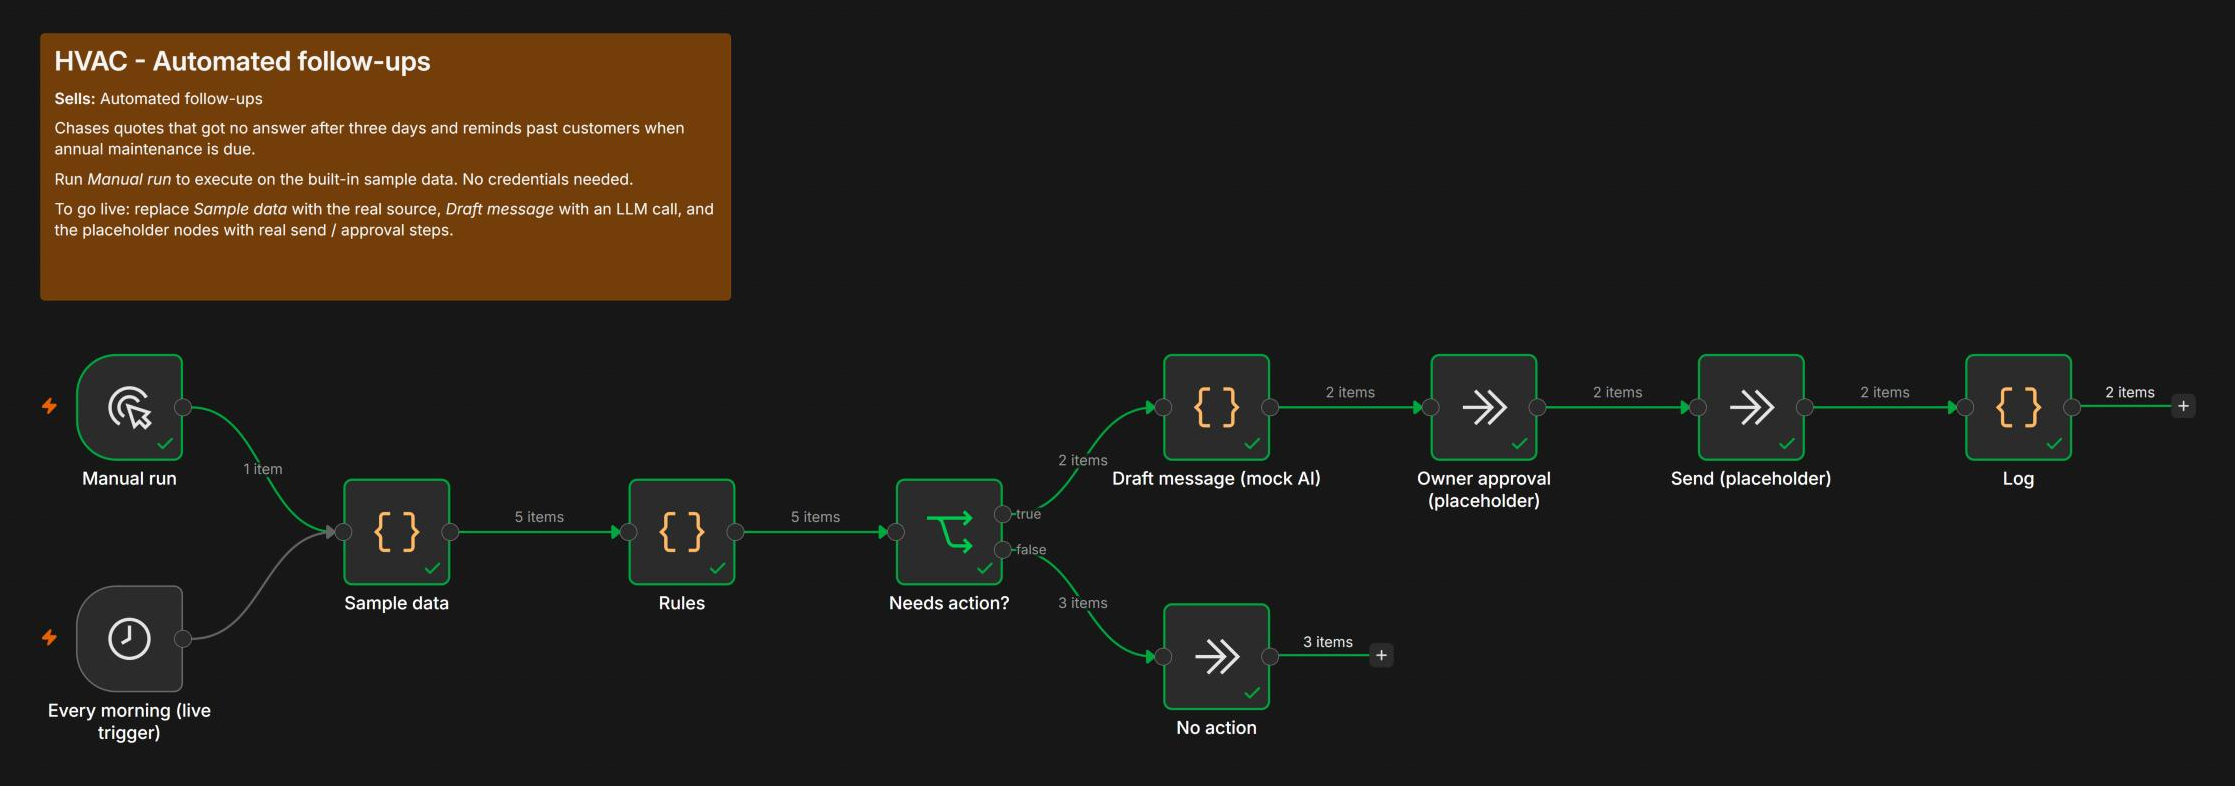 HVAC - Automated follow-ups
Sells: Automated follow-ups
Chases quotes that got no answer after three days and reminds past customers when
annual maintenance is due.
Run Manual run to execute on the built-in sample data. No credentials needed.
To go live: replace Sample data with the real source, Draft message with an LLM call, and
the placeholder nodes with real send / approval steps.
Manual run
1 item
Every morning (live
trigger)
Sample data
5 items
Rules
5 items
Needs action?
true
false
2 items
3 items
Draft message (mock AI)
2 items
Owner approval
(placeholder)
2 items
Send (placeholder)
2 items
Log
2 items
No action
3 items